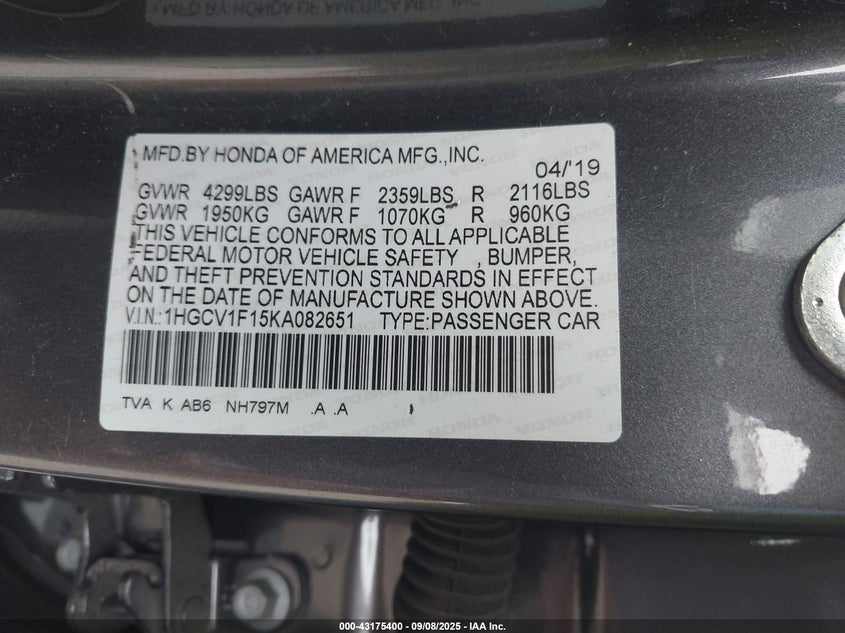 MFD.BY HONDA OF AMERICA MFG.,INC.
04/'19
GVWR 4299LBS GAWR F 2359LBS R 2116LBS
GVWR 1950KG GAWR F 1070KG R 960KG
THIS VEHICLE CONFORMS TO ALL APPLICABLE
FEDERAL MOTOR VEHICLE SAFETY , BUMPER,
AND THEFT PREVENTION STANDARDS IN EFFECT
ON THE DATE OF MANUFACTURE SHOWN ABOVE.
V.I.N.:1HGCV1F15KA082651 TYPE:PASSENGER CAR
TVA K AB6 NH797M .A .A
000-43175400 - 09/08/2025 - IAA Inc.